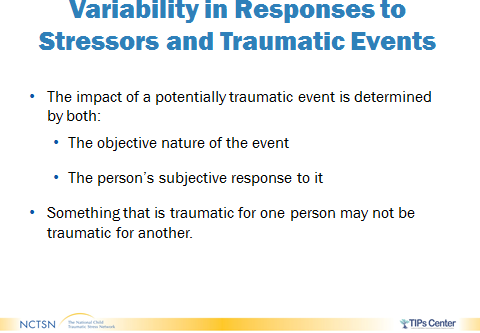 Variability in Responses to
Stressors and Traumatic Events
• The impact of a potentially traumatic event is determined
by both:
• The objective nature of the event
• The person’s subjective response to it
• Something that is traumatic for one person may not be
traumatic for another.
NCTSN
The National Child
Traumatic Stress Network
TIPs Center